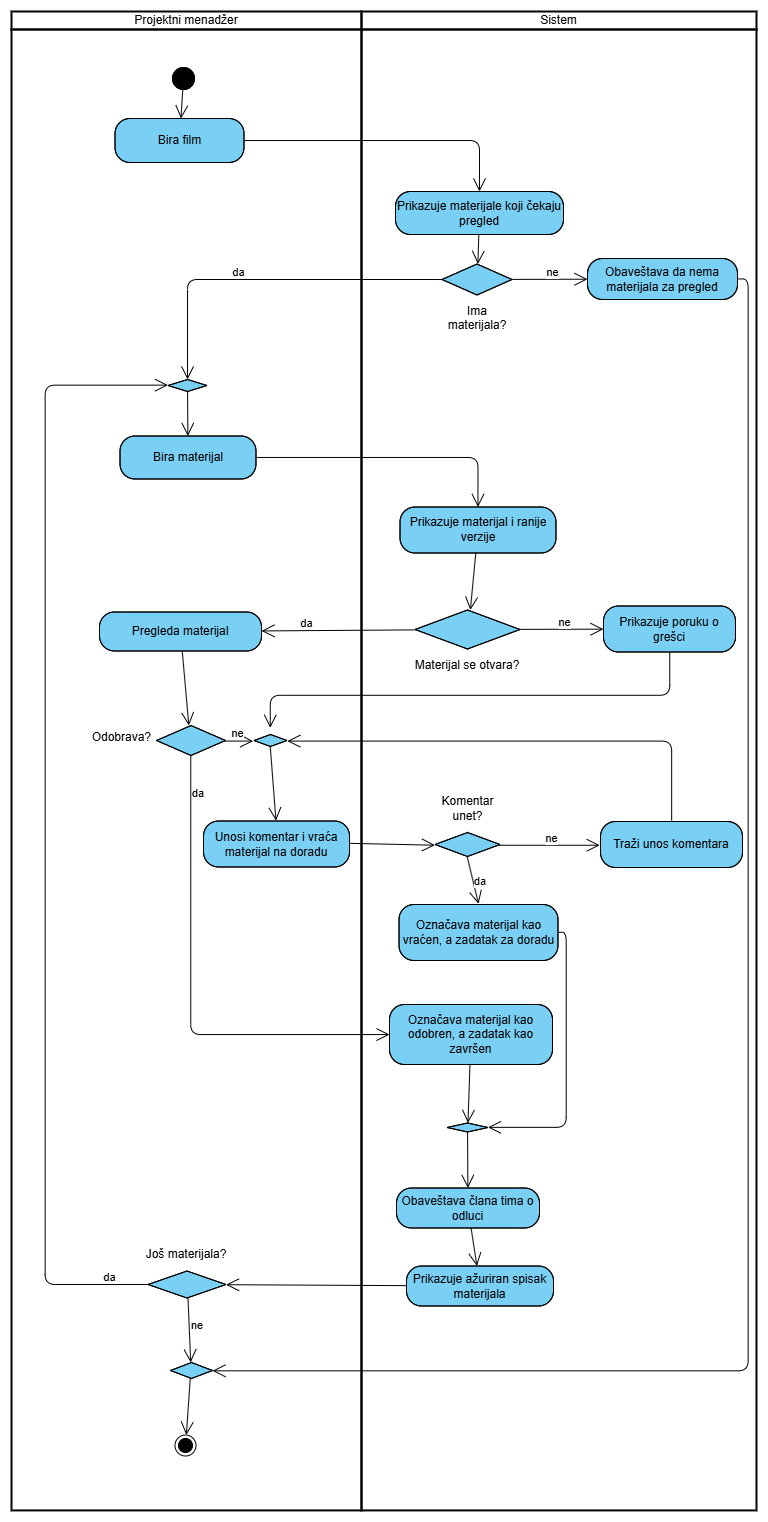 Projektni menadžer
Sistem
Bira film
Prikazuje materijale koji čekaju
pregled
da
ne
Obaveštava da nema
materijala za pregled
Ima
materijala?
Bira materijal
Prikazuje materijal i ranije
verzije
Pregleda materijal
da
ne
Prikazuje poruku o
grešci
Materijal se otvara?
Odobrava?
ne
da
Komentar
unet?
Unosi komentar i vraća
materijal na doradu
ne
Traži unos komentara
da
Označava materijal kao
vraćen, a zadatak za doradu
Označava materijal kao
odobren, a zadatak kao
završen
Obaveštava člana tima o
odluci
Još materijala?
da
Prikazuje ažuriran spisak
materijala
ne